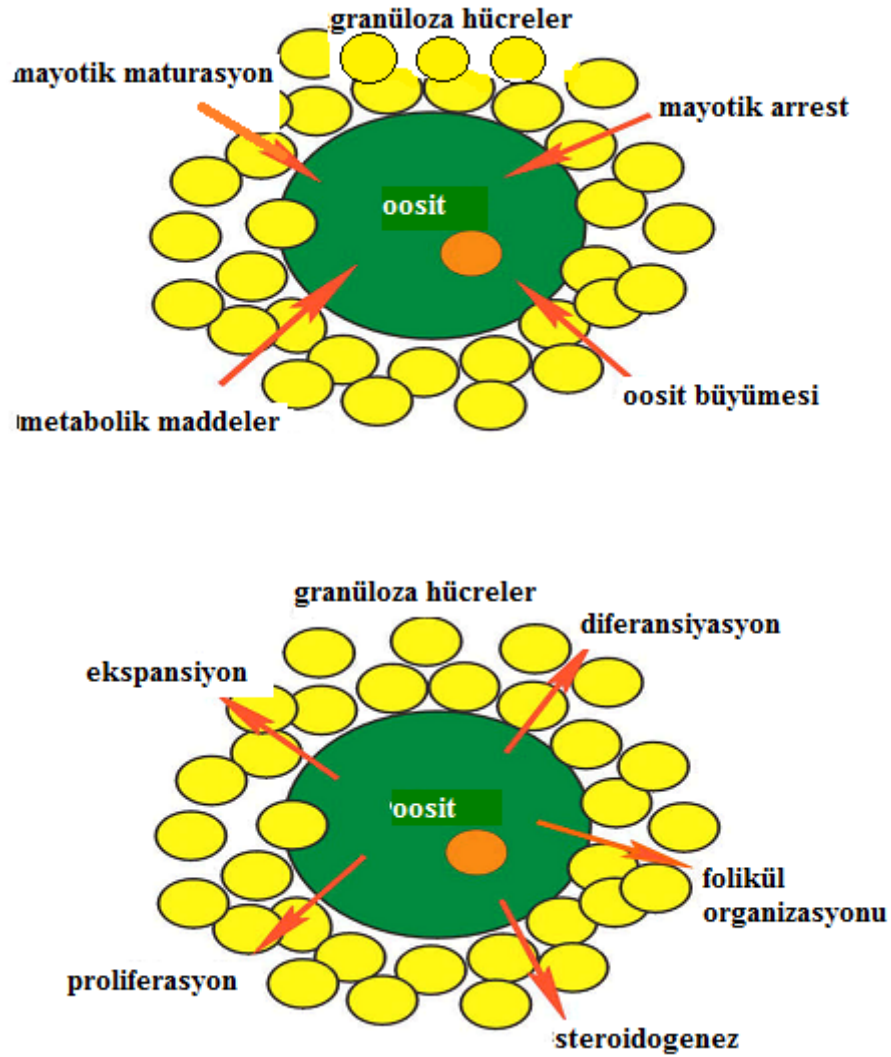 granüloza hücreler
mayotik maturasyon
mayotik arrest
oosit
oosit büyümesi
metabolik maddeler
granüloza hücreler
diferansiyasyon
ekspansiyon
oosit
folikül
organizasyonu
proliferasyon
steroidogenez